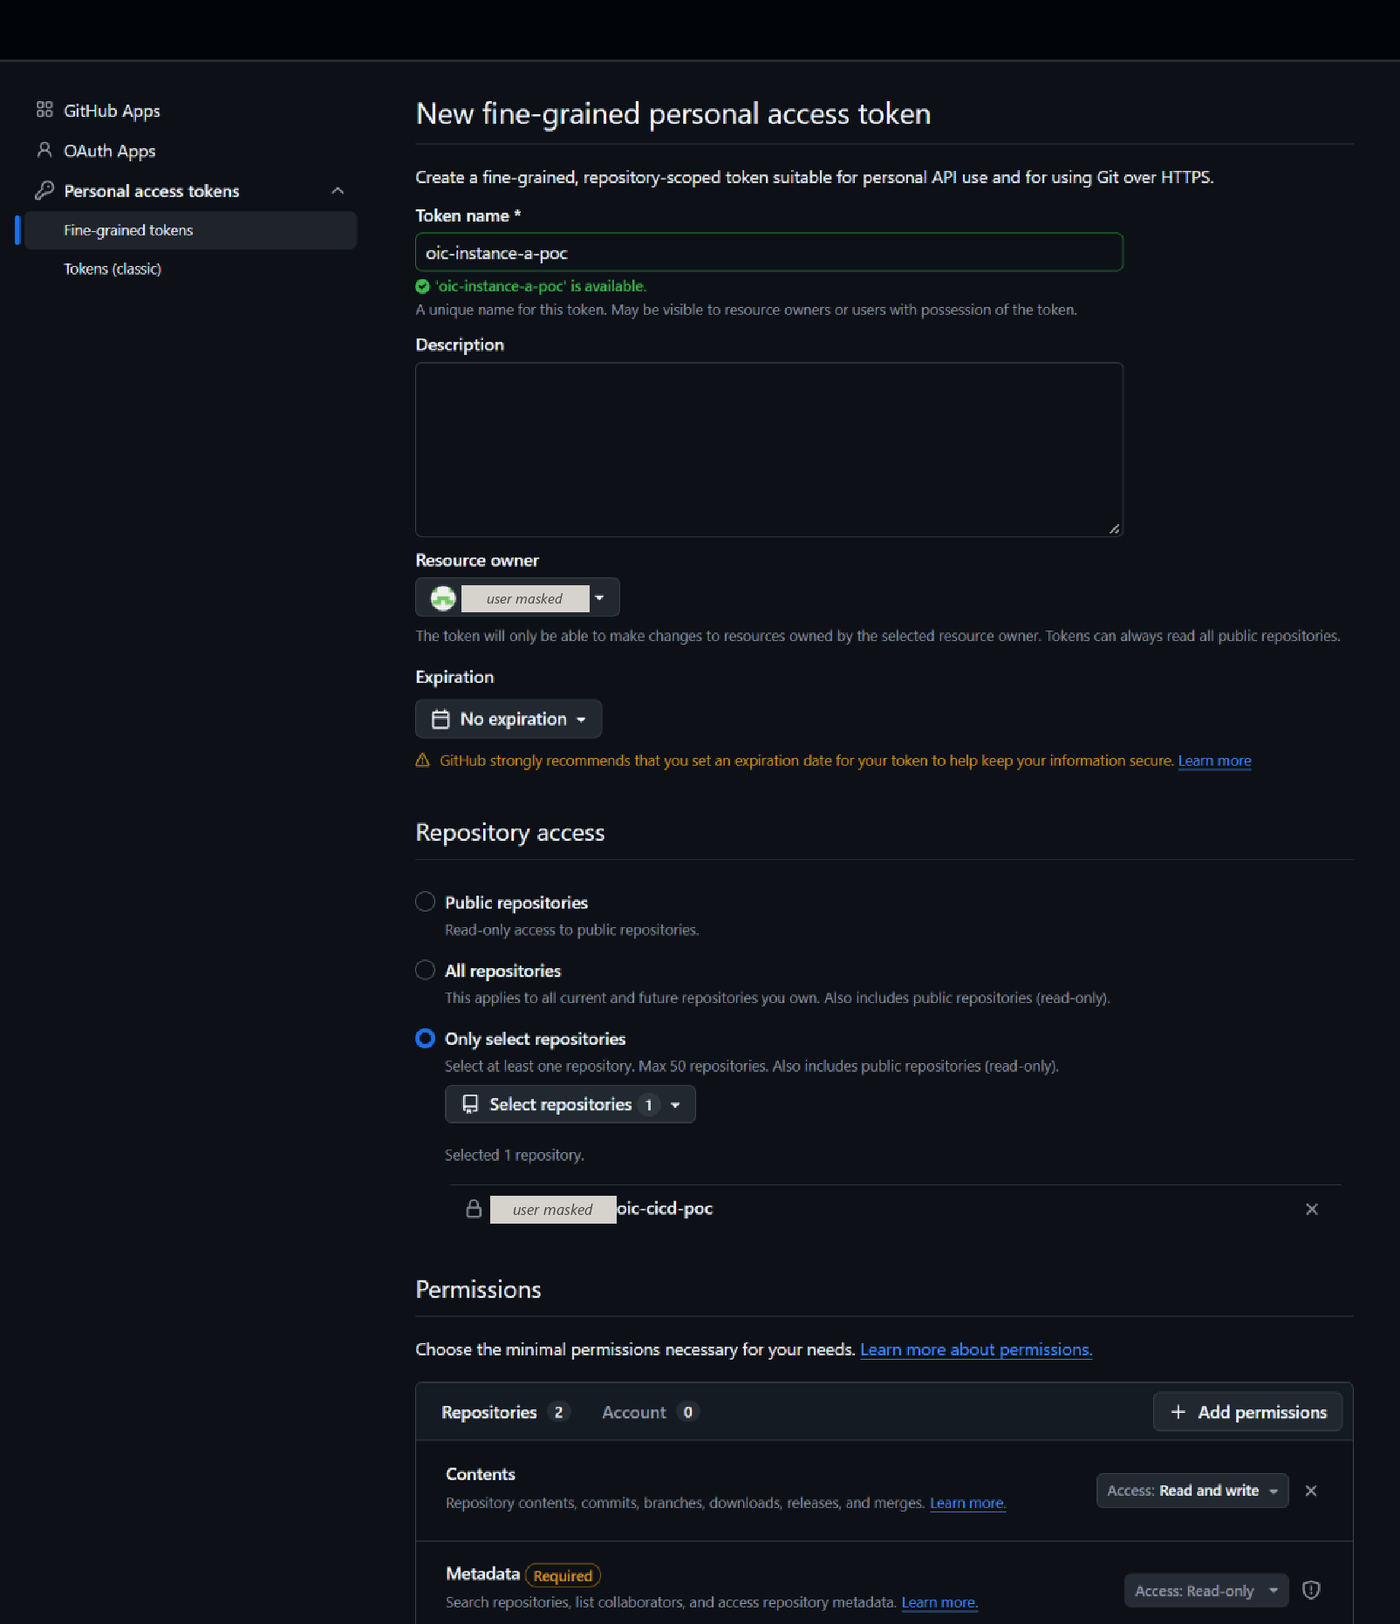 GitHub Apps
OAuth Apps
Personal access tokens
Fine-grained tokens
Tokens (classic)
New fine-grained personal access token
Create a fine-grained, repository-scoped token suitable for personal API use and for using Git over HTTPS.
Token name *
oic-instance-a-poc
'oic-instance-a-poc' is available.
A unique name for this token. May be visible to resource owners or users with possession of the token.
Description
Resource owner
user masked
The token will only be able to make changes to resources owned by the selected resource owner. Tokens can always read all public repositories.
Expiration
No expiration
GitHub strongly recommends that you set an expiration date for your token to help keep your information secure. Learn more
Repository access
Public repositories
Read-only access to public repositories.
All repositories
This applies to all current and future repositories you own. Also includes public repositories (read-only).
Only select repositories
Select at least one repository. Max 50 repositories. Also includes public repositories (read-only).
Select repositories 1
Selected 1 repository.
user masked oic-cicd-poc
Permissions
Choose the minimal permissions necessary for your needs. Learn more about permissions.
Repositories 2 Account 0 + Add permissions
Contents
Repository contents, commits, branches, downloads, releases, and merges. Learn more.
Access: Read and write
Metadata Required
Search repositories, list collaborators, and access repository metadata. Learn more.
Access: Read-only